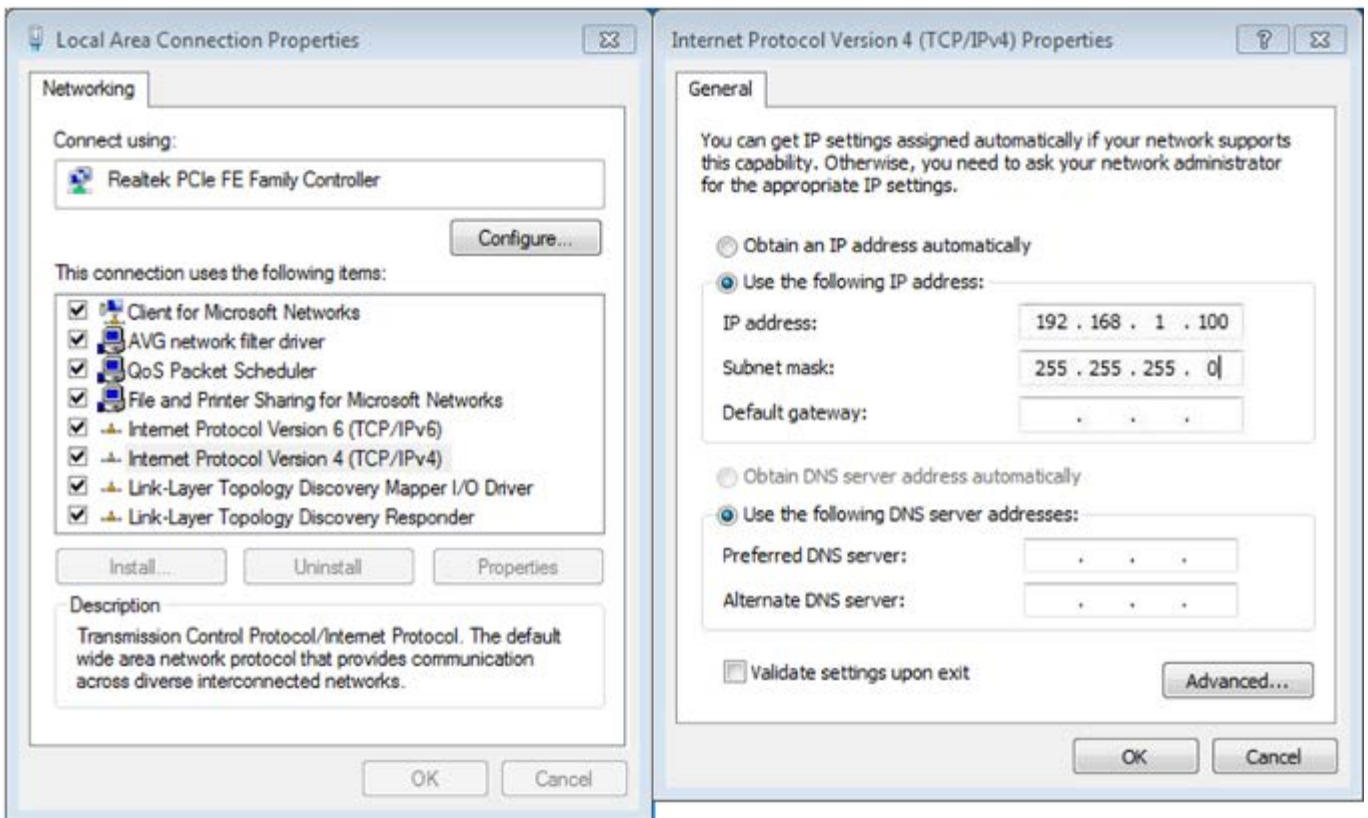 Local Area Connection Properties
Networking
Connect using:
Realtek PCIe FE Family Controller
Configure...
This connection uses the following items:
Client for Microsoft Networks
AVG network filter driver
QoS Packet Scheduler
File and Printer Sharing for Microsoft Networks
Internet Protocol Version 6 (TCP/IPv6)
Internet Protocol Version 4 (TCP/IPv4)
Link-Layer Topology Discovery Mapper I/O Driver
Link-Layer Topology Discovery Responder
Install... Uninstall Properties
Description
Transmission Control Protocol/Internet Protocol. The default
wide area network protocol that provides communication
across diverse interconnected networks.
OK Cancel
Internet Protocol Version 4 (TCP/IPv4) Properties
General
You can get IP settings assigned automatically if your network supports
this capability. Otherwise, you need to ask your network administrator
for the appropriate IP settings.
Obtain an IP address automatically
Use the following IP address:
IP address: 192 . 168 . 1 . 100
Subnet mask: 255 . 255 . 255 . 0
Default gateway: . . .
Obtain DNS server address automatically
Use the following DNS server addresses:
Preferred DNS server: . . .
Alternate DNS server: . . .
Validate settings upon exit
Advanced...
OK Cancel